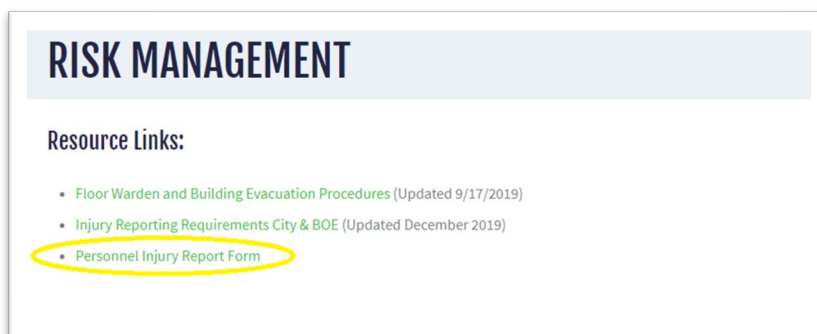 RISK MANAGEMENT
Resource Links:
• Floor Warden and Building Evacuation Procedures (Updated 9/17/2019)
• Injury Reporting Requirements City & BOE (Updated December 2019)
• Personnel Injury Report Form